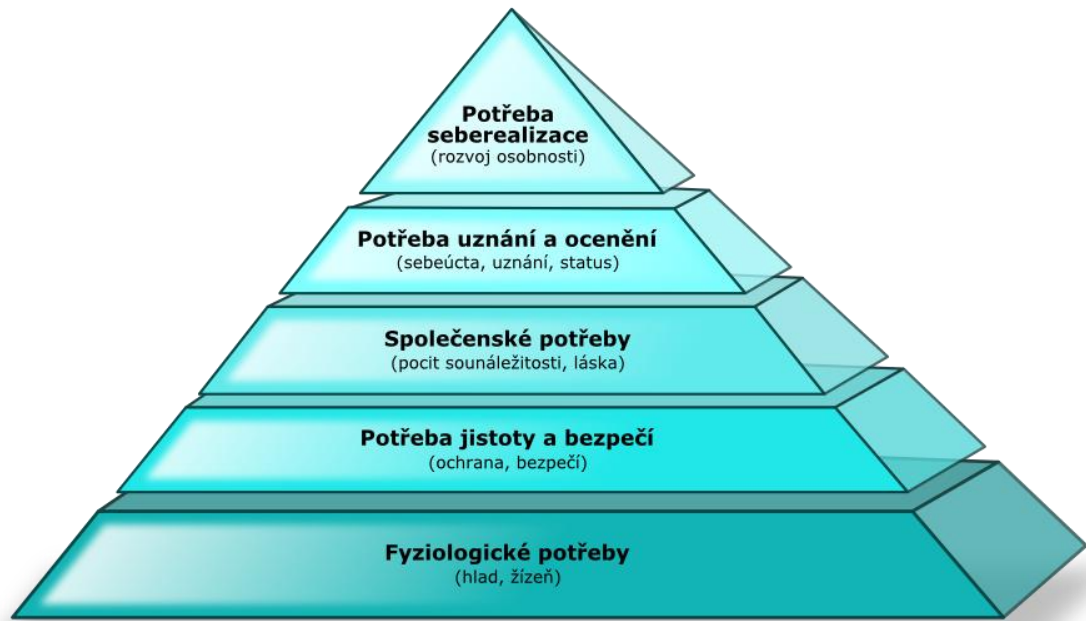 Potřeba
seberealizace
(rozvoj osobnosti)
Potřeba uznání a ocenění
(sebeúcta, uznání, status)
Společenské potřeby
(pocit sounáležitosti, láska)
Potřeba jistoty a bezpečí
(ochrana, bezpečí)
Fyziologické potřeby
(hlad, žízeň)